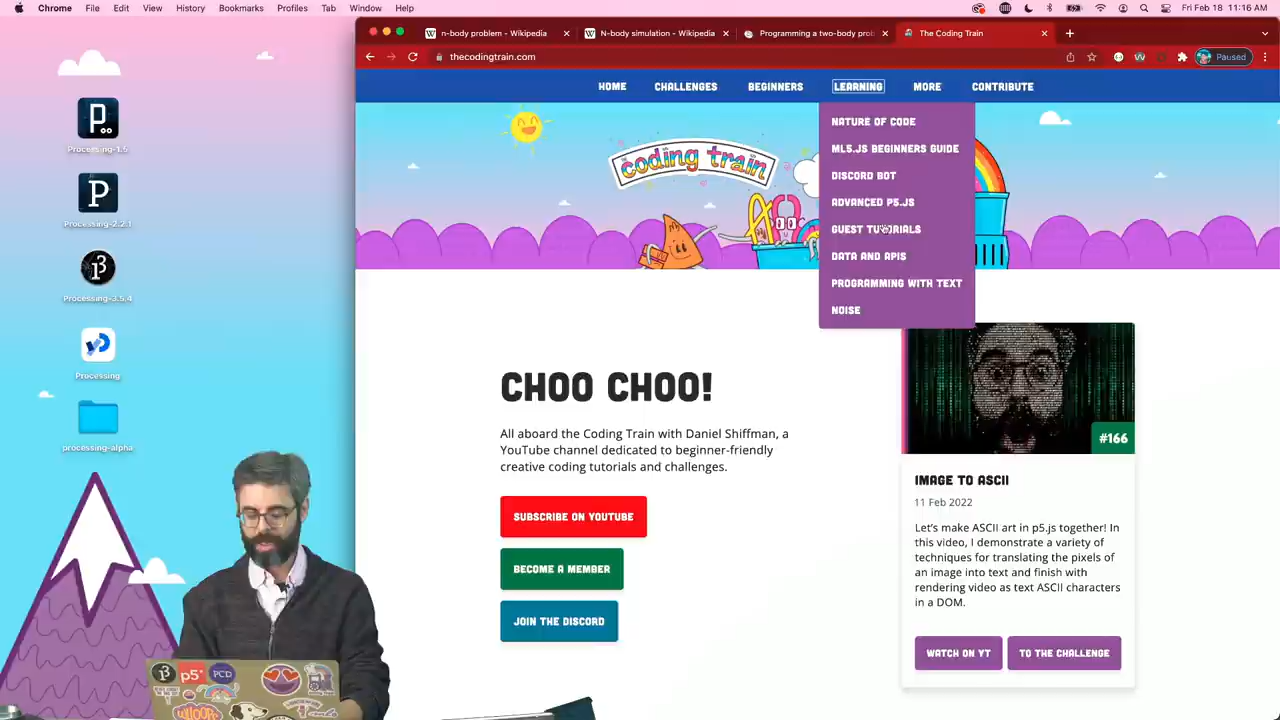 Chrome File Edit View History Bookmarks Profiles Tab Window Help
Fri Feb 18 11:16 AM
n-body problem - Wikipedia
N-body simulation - Wikipedia
Programming a two-body prob
The Coding Train
thecodingtrain.com
Paused
HOME CHALLENGES BEGINNERS LEARNING MORE CONTRIBUTE
NATURE OF CODE
ML5.JS BEGINNERS GUIDE
DISCORD BOT
ADVANCED P5.JS
GUEST TUTORIALS
DATA AND APIS
PROGRAMMING WITH TEXT
NOISE
coding train
Processing-1.5
Processing-2.2.1
Processing-3.5.4
Processing
processing-alpha
CHOO CHOO!
All aboard the Coding Train with Daniel Shiffman, a
YouTube channel dedicated to beginner-friendly
creative coding tutorials and challenges.
SUBSCRIBE ON YOUTUBE
BECOME A MEMBER
JOIN THE DISCORD
#166
IMAGE TO ASCII
11 Feb 2022
Let's make ASCII art in p5.js together! In
this video, I demonstrate a variety of
techniques for translating the pixels of
an image into text and finish with
rendering video as text ASCII characters
in a DOM.
WATCH ON YT
TO THE CHALLENGE
p5*
PCD
WHOOPS